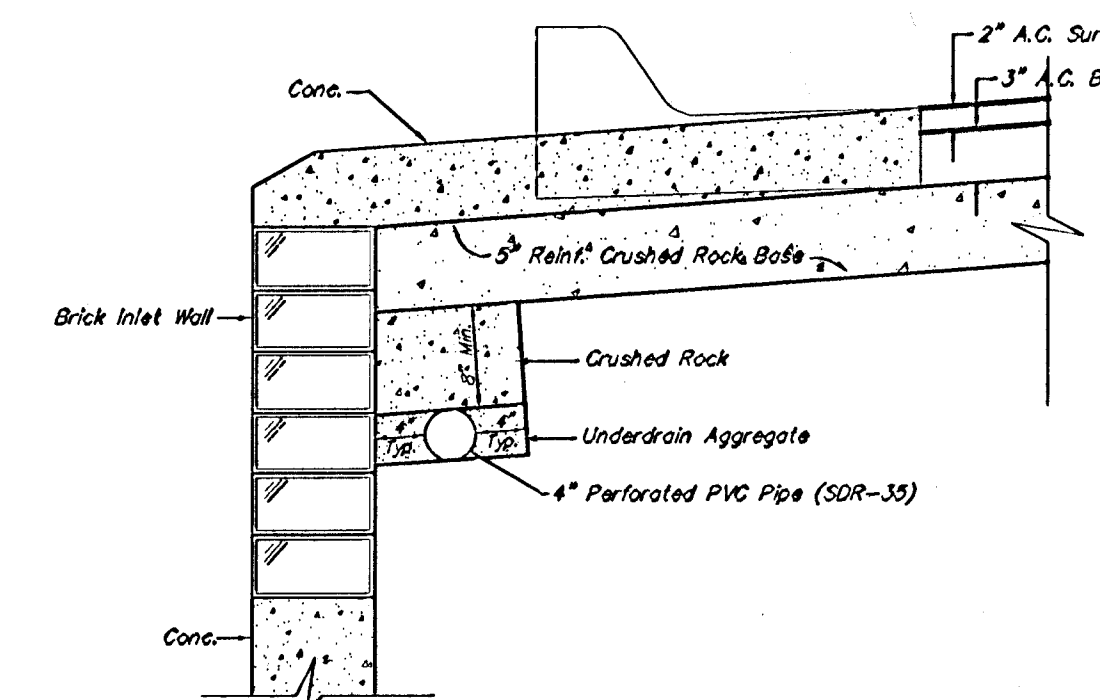 2" A.C. Sur
3" A.C. B
Conc.
5" Reinf. Crushed Rock Base
Brick Inlet Wall
8" Min.
Crushed Rock
4"
Typ.
4"
Typ.
Underdrain Aggregate
4" Perforated PVC Pipe (SDR-35)
Conc.